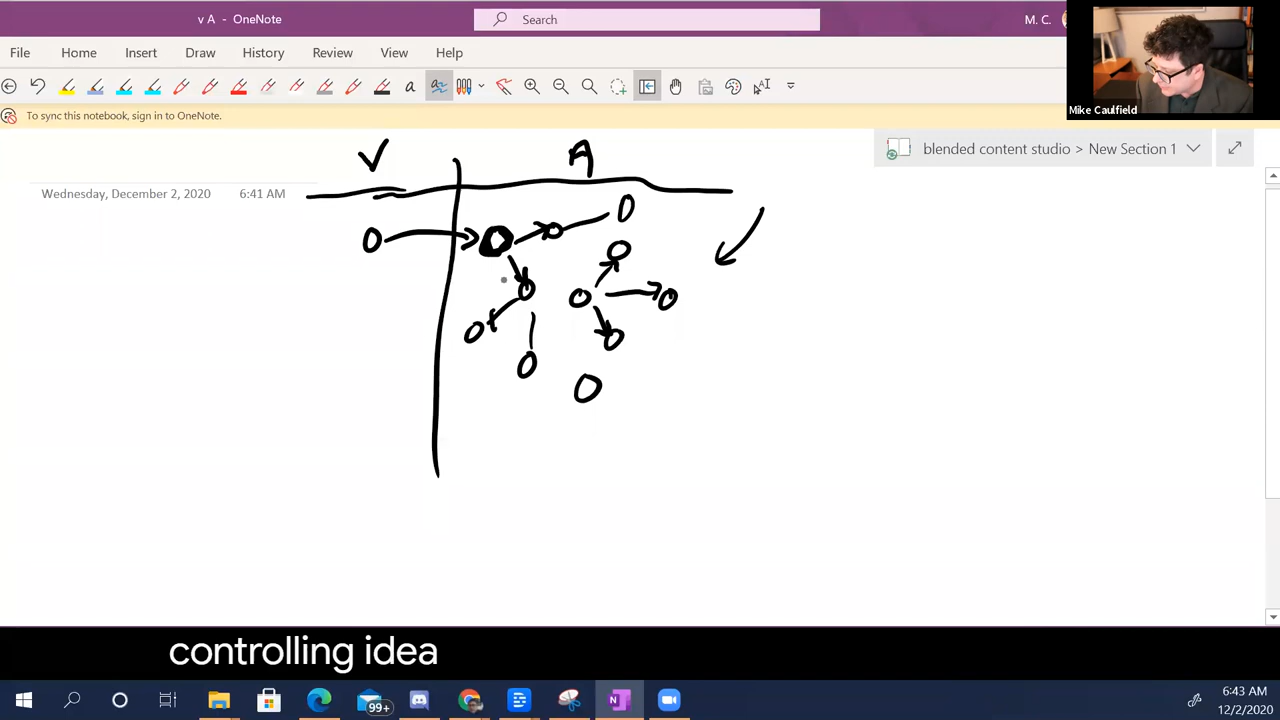 v A - OneNote
Search
M. C.
File Home Insert Draw History Review View Help
To sync this notebook, sign in to OneNote.
Mike Caulfield
blended content studio > New Section 1
V A
Wednesday, December 2, 2020 6:41 AM
controlling idea
99+
6:43 AM
12/2/2020